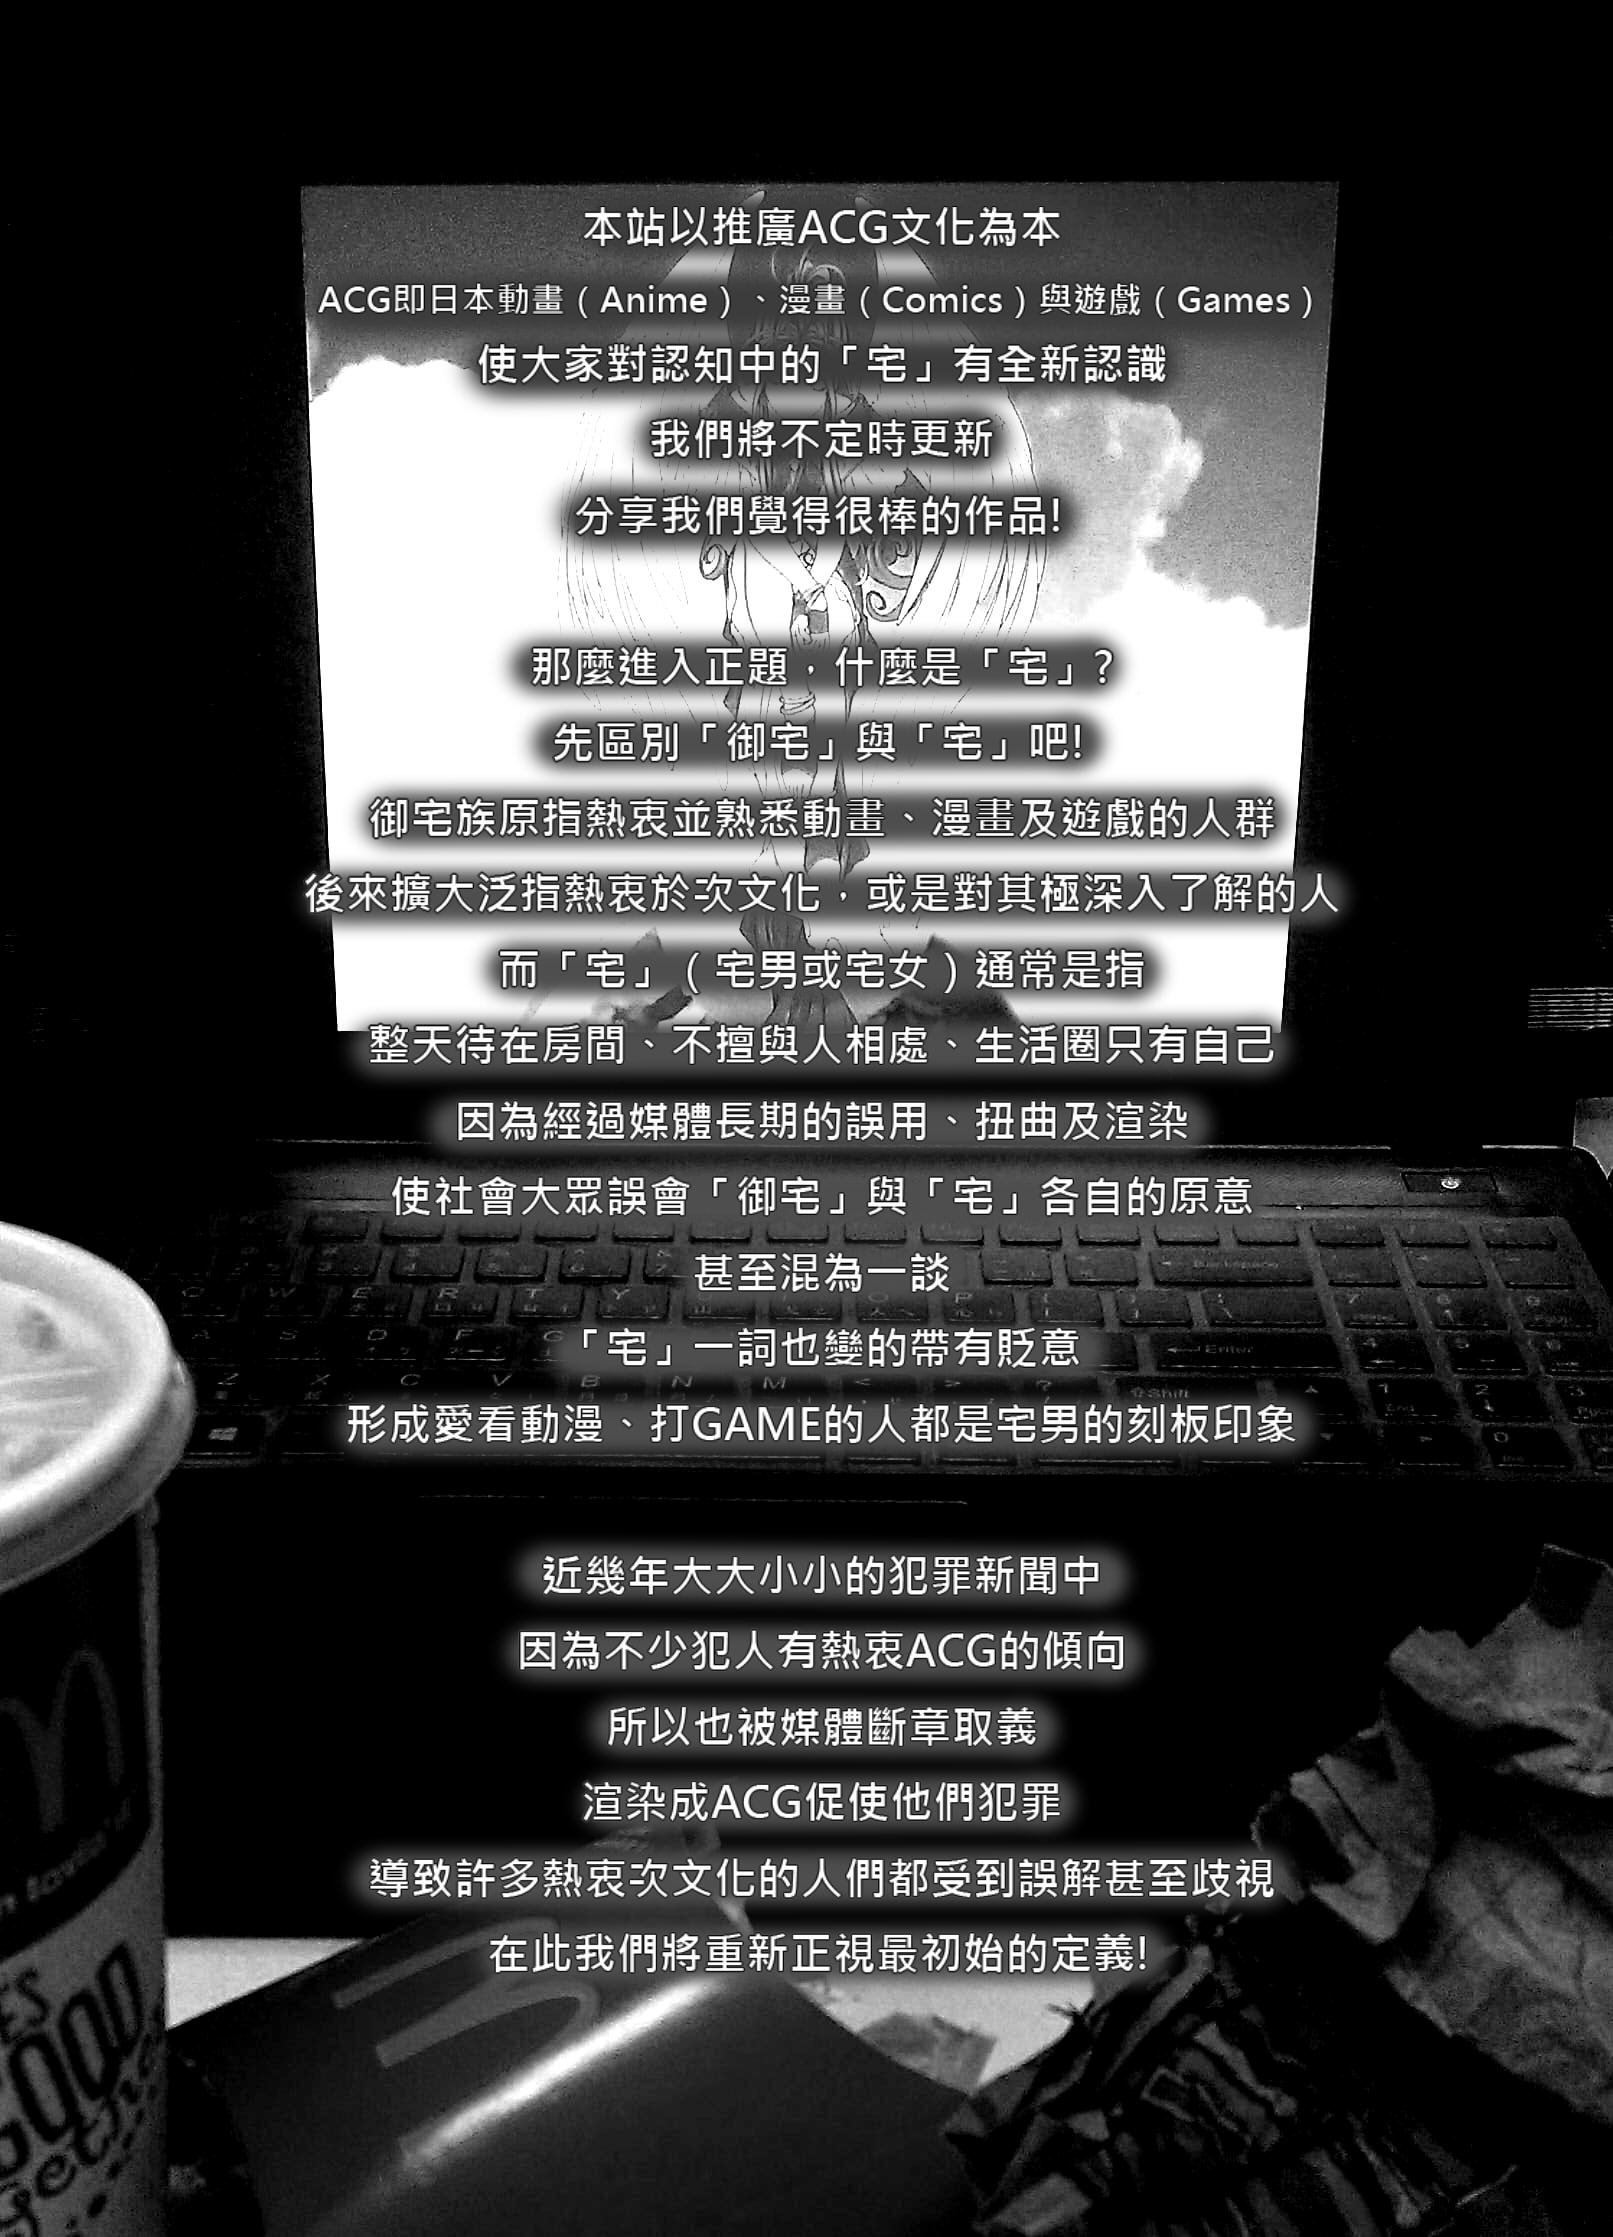 本站以推廣ACG文化為本
ACG即日本動畫（Anime）、漫畫（Comics）與遊戲（Games）
使大家對認知中的「宅」有全新認識
我們將不定時更新
分享我們覺得很棒的作品!
那麼進入正題，什麼是「宅」?
先區別「御宅」與「宅」吧!
御宅族原指熱衷並熟悉動畫、漫畫及遊戲的人群
後來擴大泛指熱衷於次文化，或是對其極深入了解的人
而「宅」（宅男或宅女）通常是指
整天待在房間、不擅與人相處、生活圈只有自己
因為經過媒體長期的誤用、扭曲及渲染
使社會大眾誤會「御宅」與「宅」各自的原意
甚至混為一談
「宅」一詞也變的帶有貶意
形成愛看動漫、打GAME的人都是宅男的刻板印象
近幾年大大小小的犯罪新聞中
因為不少犯人有熱衷ACG的傾向
所以也被媒體斷章取義
渲染成ACG促使他們犯罪
導致許多熱衷次文化的人們都受到誤解甚至歧視
在此我們將重新正視最初始的定義!
Backspace
W E R T Y O P
A S D F G
Enter
Z X C V B N M
Shift